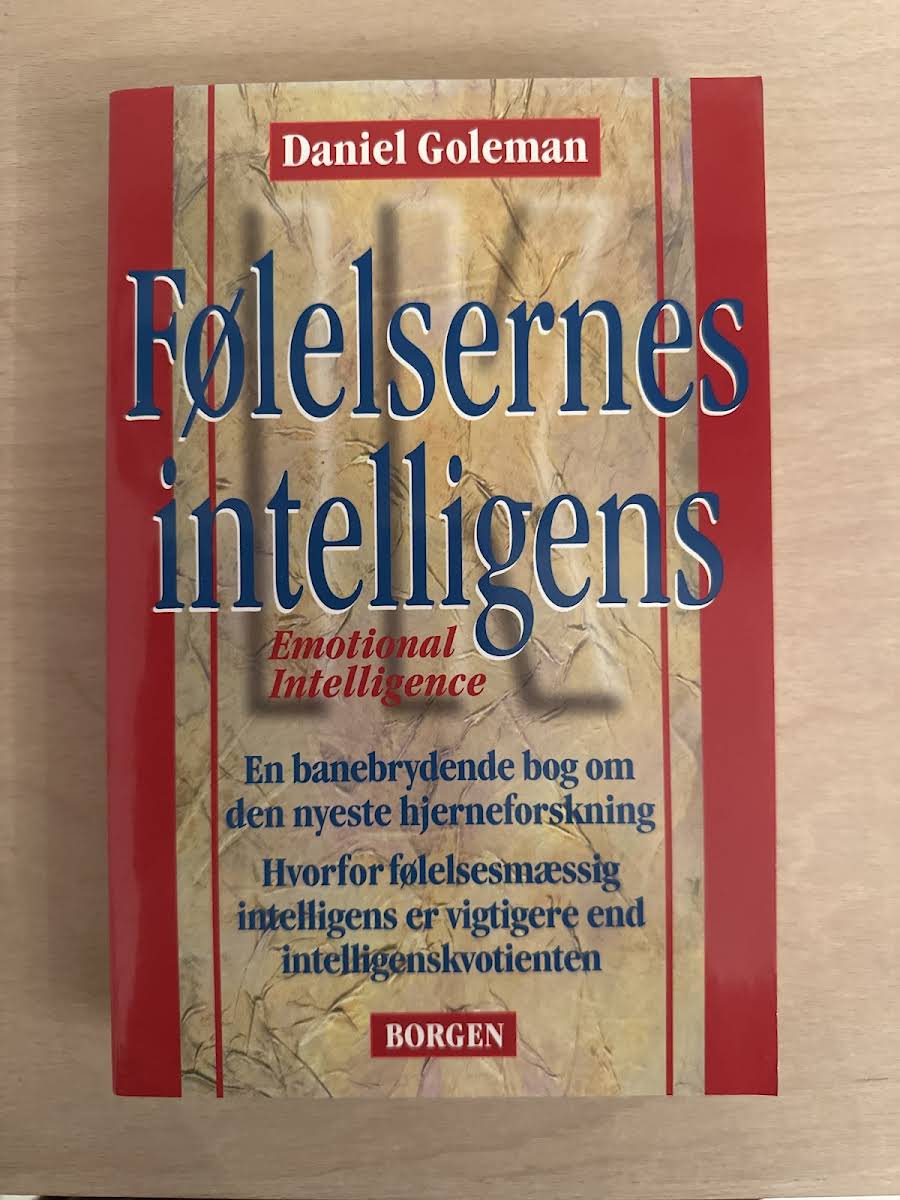 Daniel Goleman
Følelsernes
intelligens
Emotional
Intelligence
En banebrydende bog om
den nyeste hjerneforskning
Hvorfor følelsesmæssig
intelligens er vigtigere end
intelligenskvotienten
BORGEN